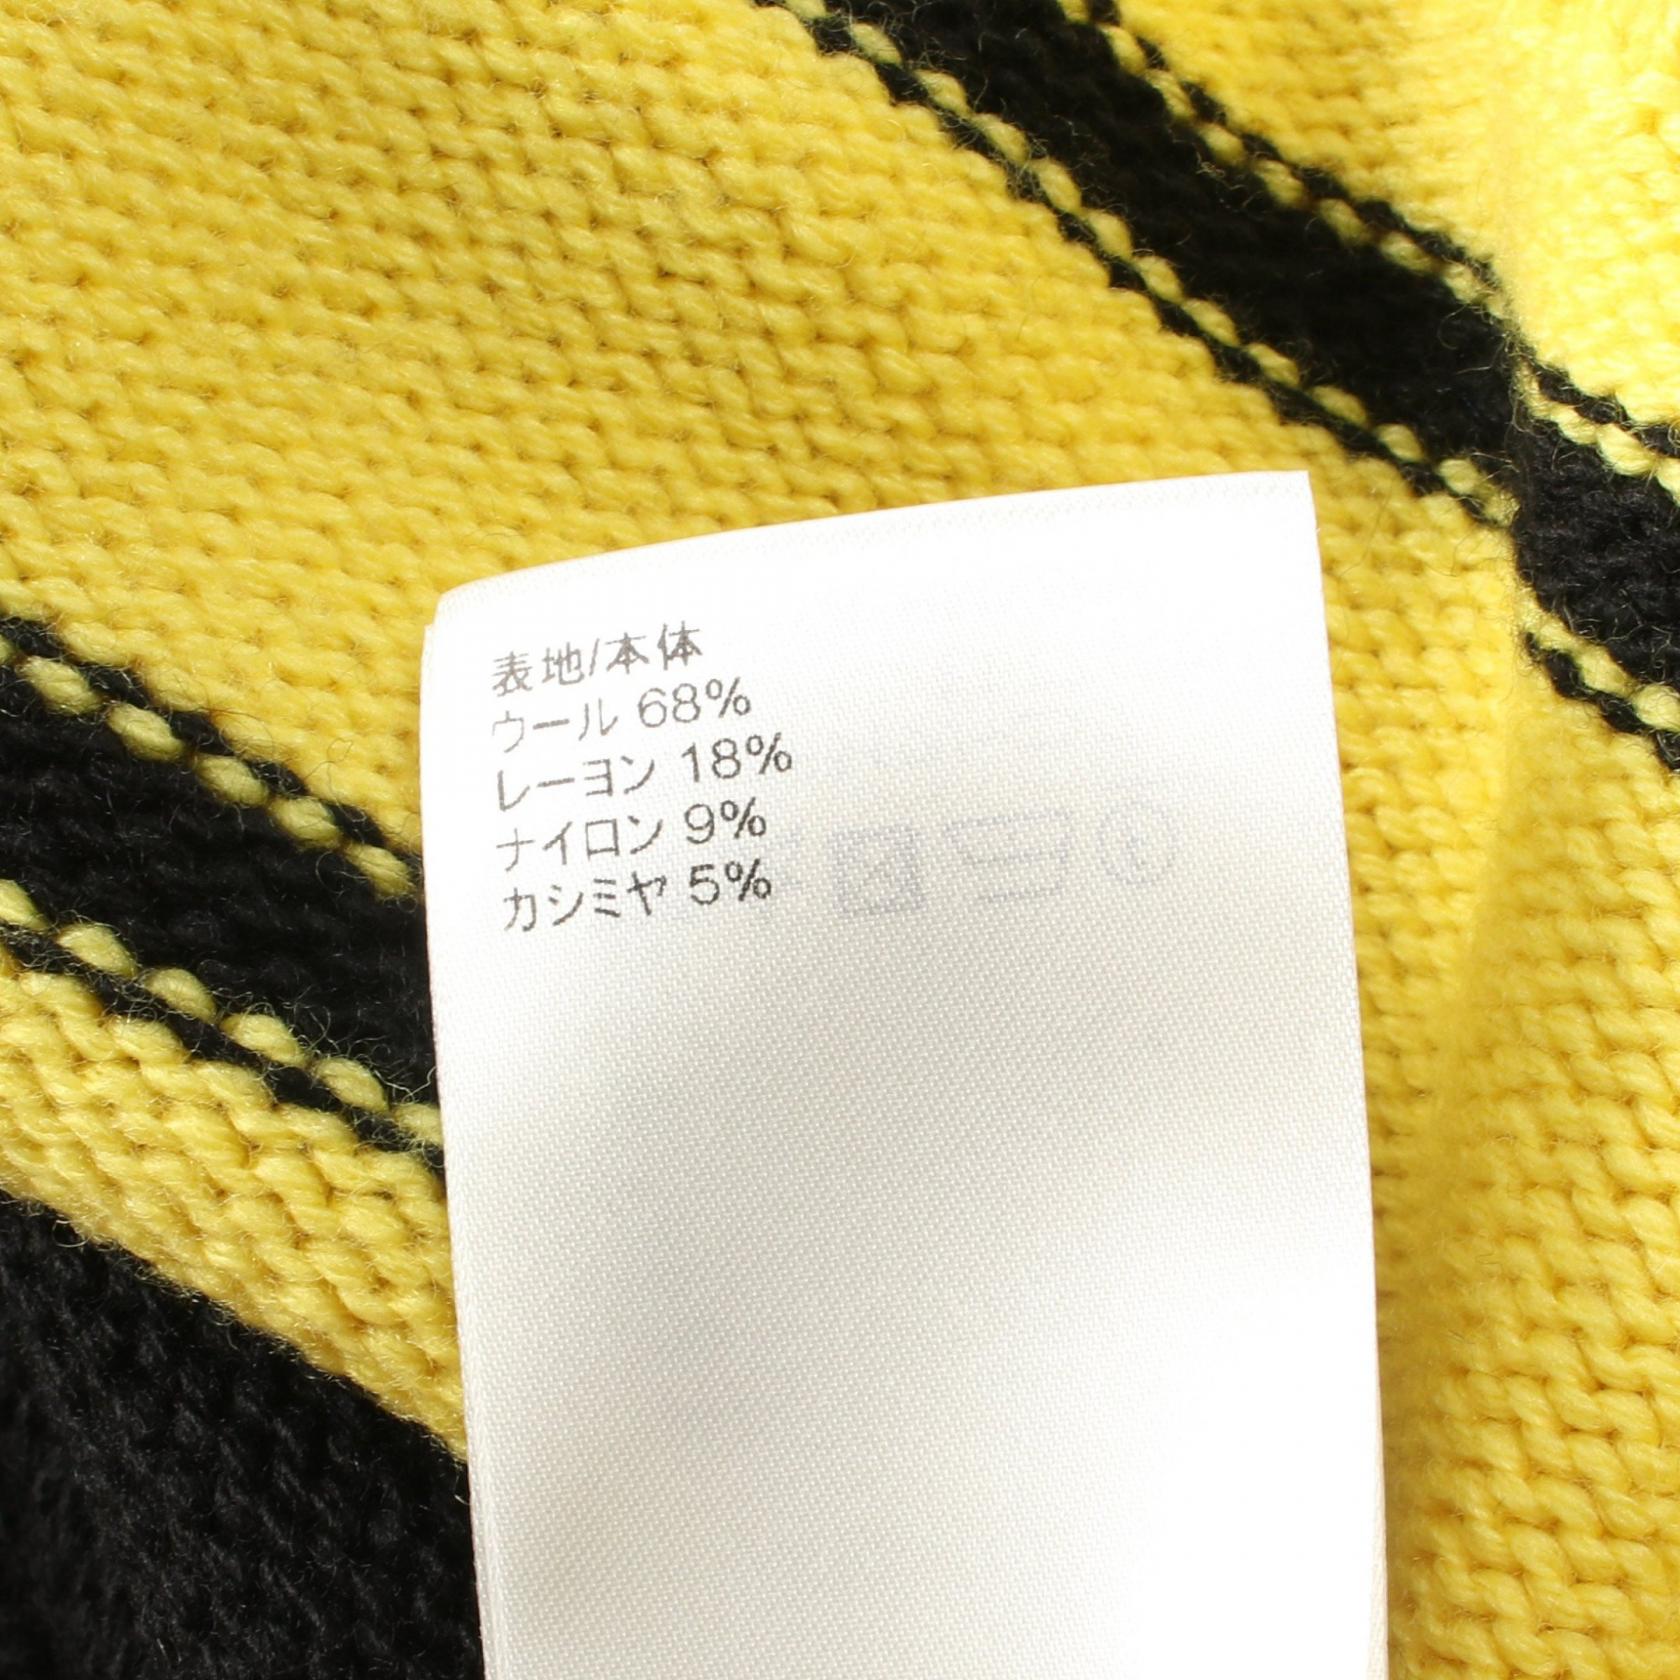 表地/本体
ウール 68%
レーヨン 18%
ナイロン 9%
カシミヤ 5%